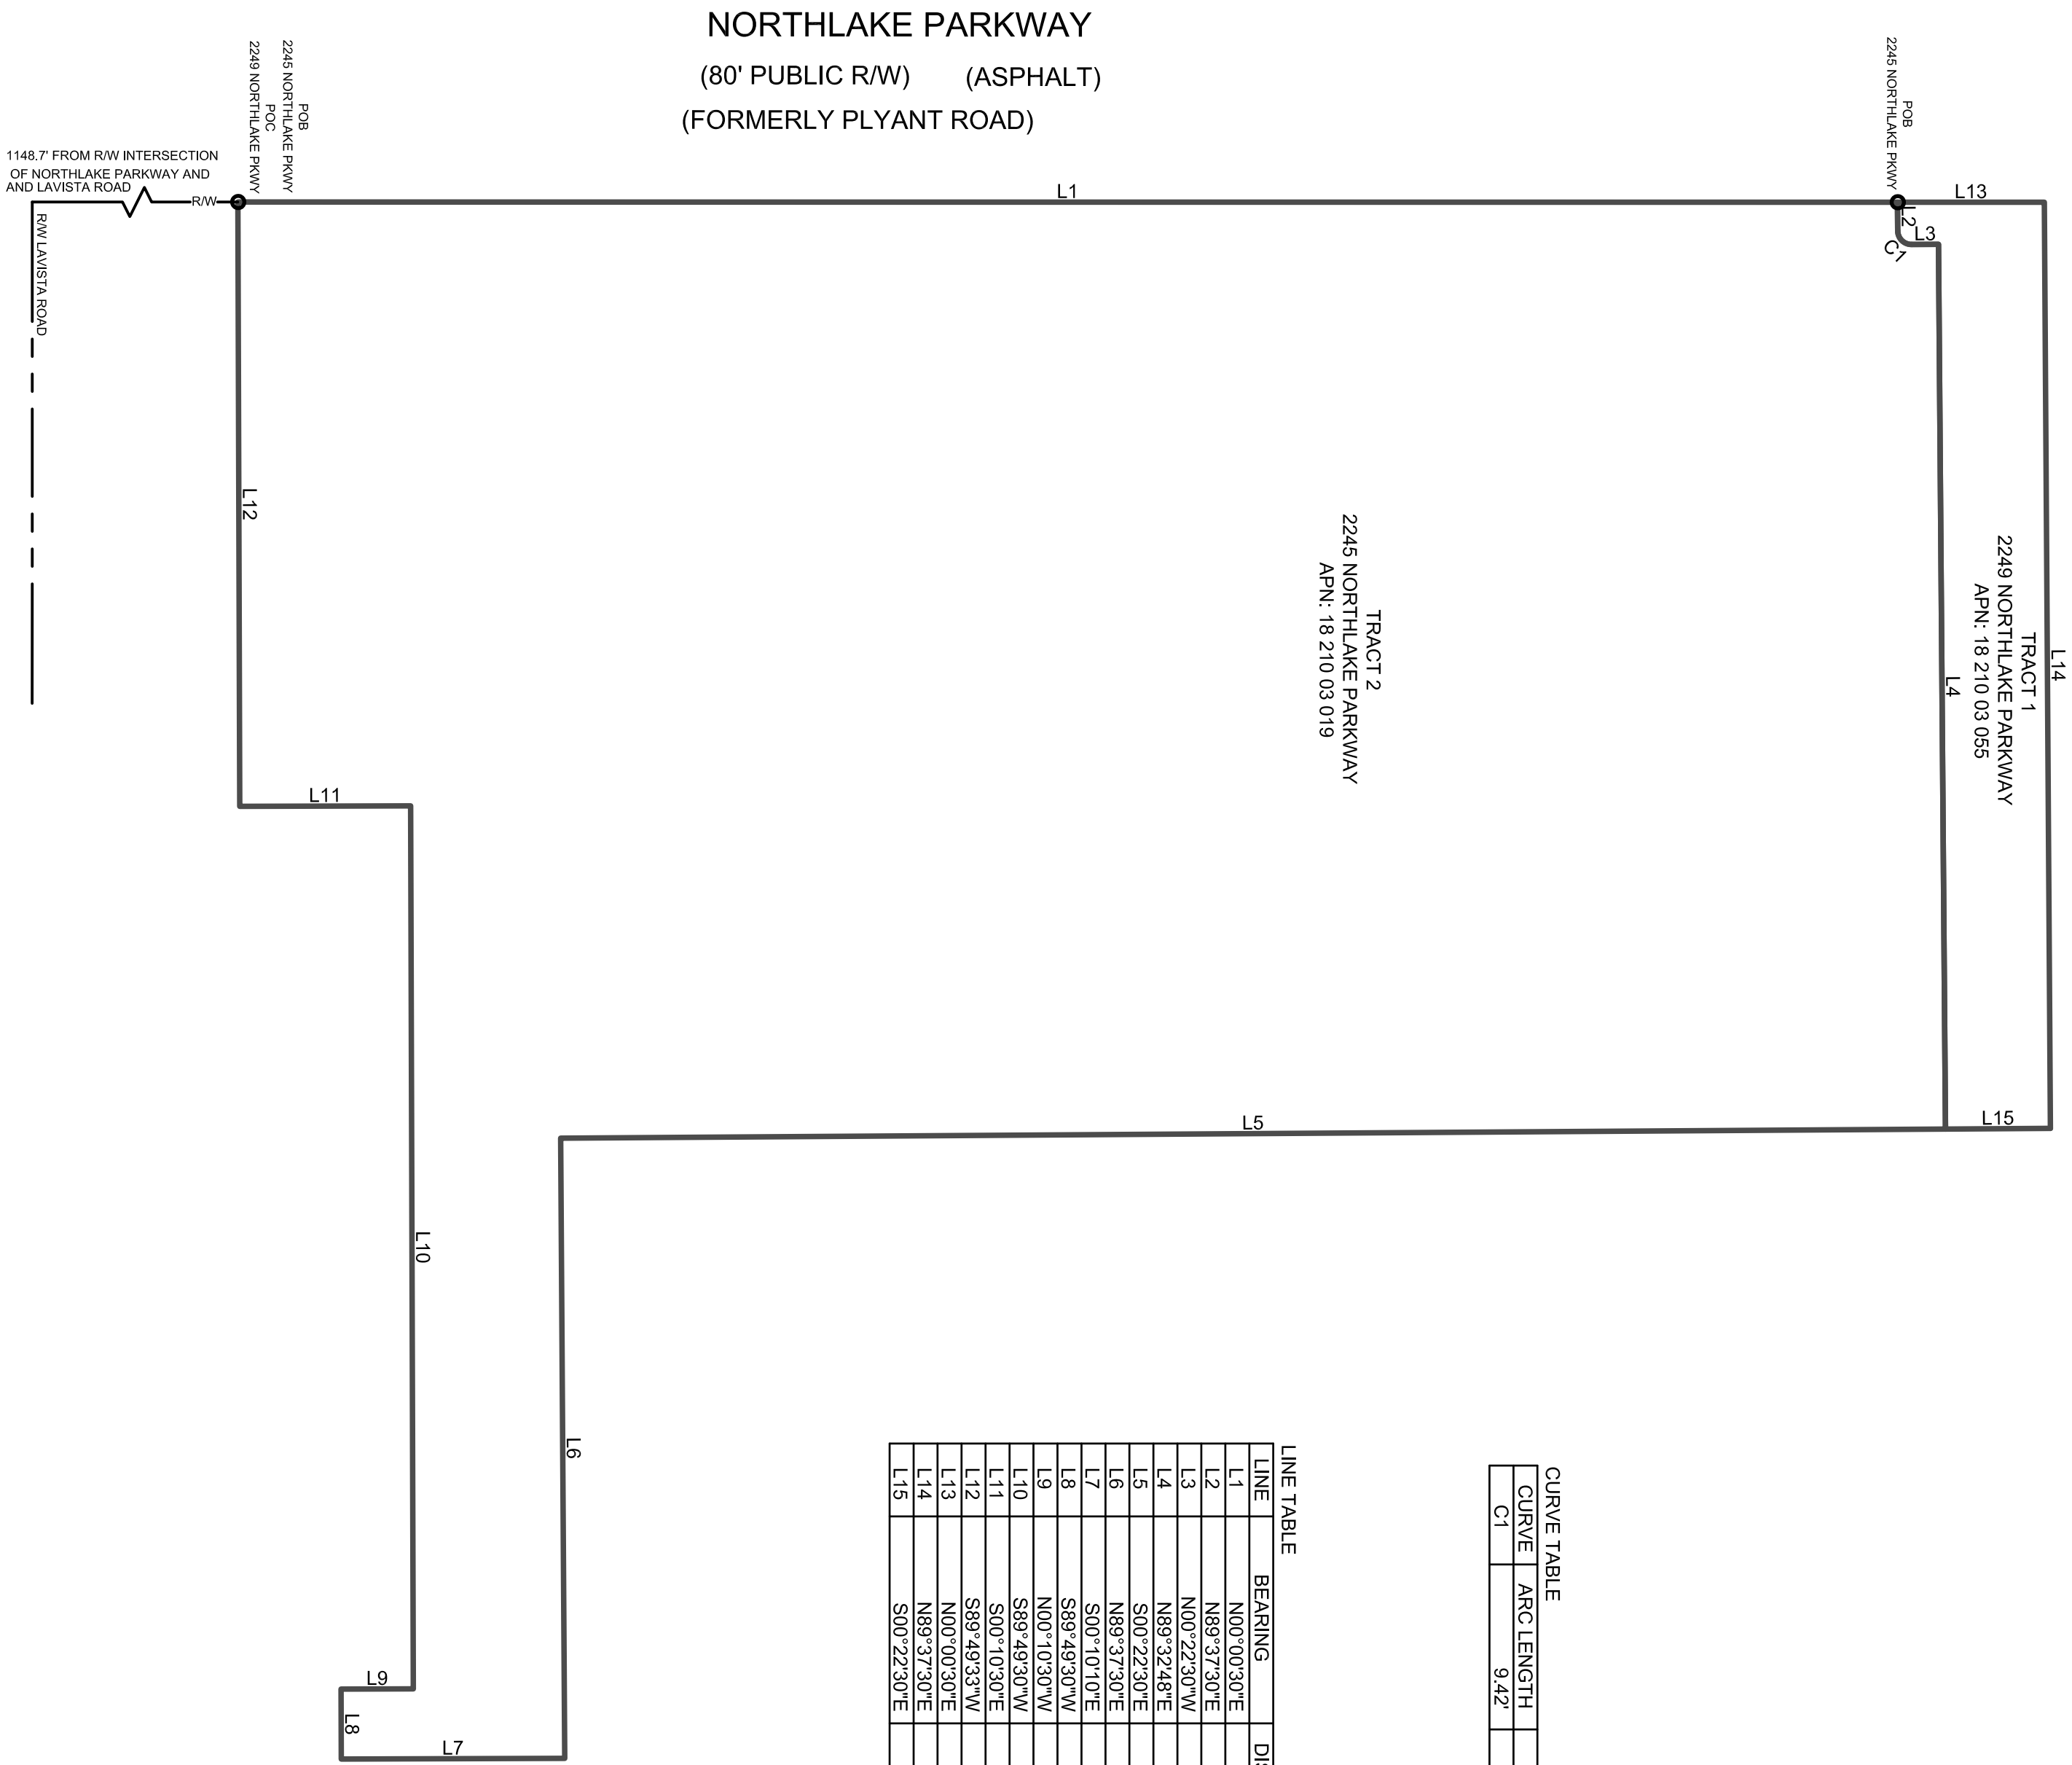 NORTHLAKE PARKWAY
(80' PUBLIC R/W) (ASPHALT)
(FORMERLY PLYANT ROAD)
POB
2245 NORTHLAKE PKWY
POC
2249 NORTHLAKE PKWY
POB
2245 NORTHLAKE PKWY
1148.7' FROM R/W INTERSECTION
OF NORTHLAKE PARKWAY AND
AND LAVISTA ROAD
R/W
R/W LAVISTA ROAD
L1
L13
L2
L3
C1
L12
L14
L4
TRACT 1
2249 NORTHLAKE PARKWAY
APN: 18 210 03 055
TRACT 2
2245 NORTHLAKE PARKWAY
APN: 18 210 03 019
L11
L5
L15
L10
L6
L9
L8
L7
CURVE TABLE
CURVE ARC LENGTH
C1 9.42'
LINE TABLE
LINE BEARING
L1 N00°00'30"E
L2 N89°37'30"E
L3 N00°22'30"W
L4 N89°32'48"E
L5 S00°22'30"E
L6 N89°37'30"E
L7 S00°10'10"E
L8 S89°49'30"W
L9 N00°10'30"W
L10 S89°49'30"W
L11 S00°10'30"E
L12 S89°49'33"W
L13 N00°00'30"E
L14 N89°37'30"E
L15 S00°22'30"E